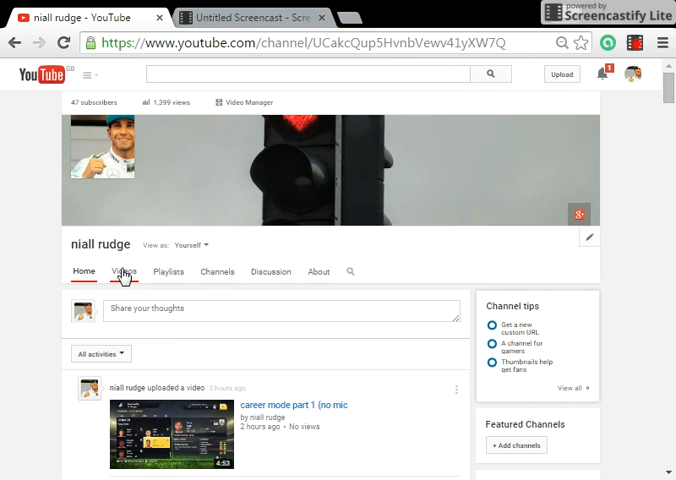 niall rudge - YouTube
Untitled Screencast - Scre
powered by
Screencastify Lite
https://www.youtube.com/channel/UCakcQup5HvnbVewv41yXW7Q
YouTube GB
Upload
1
47 subscribers
1,399 views
Video Manager
niall rudge
View as: Yourself
Home
Videos
Playlists
Channels
Discussion
About
Share your thoughts
All activities
niall rudge uploaded a video 2 hours ago
career mode part 1 (no mic
by niall rudge
2 hours ago • No views
4:53
Channel tips
Get a new
custom URL
A channel for
gamers
Thumbnails help
get fans
View all »
Featured Channels
+ Add channels